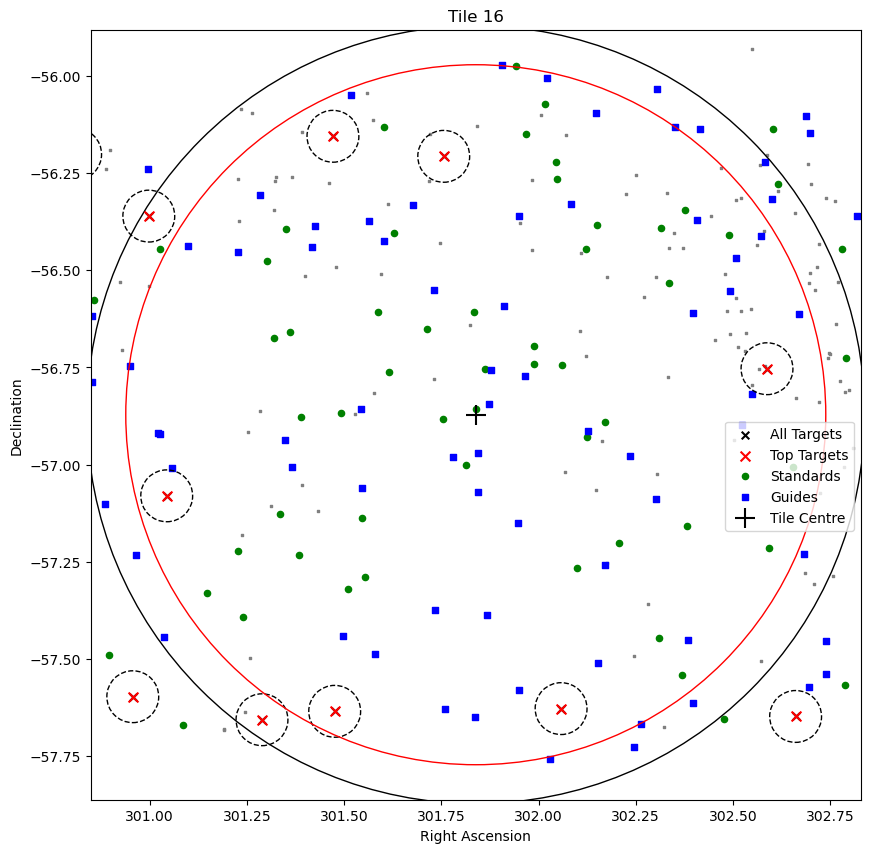 Tile 16
−56.00
−56.25
−56.50
−56.75
−57.00
−57.25
−57.50
−57.75
Declination
All Targets
Top Targets
Standards
Guides
Tile Centre
301.00 301.25 301.50 301.75 302.00 302.25 302.50 302.75
Right Ascension